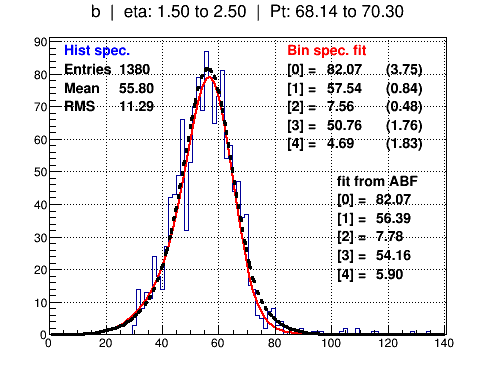 b | eta: 1.50 to 2.50 | Pt: 68.14 to 70.30
Hist spec.
Entries 1380
Mean 55.80
RMS 11.29
Bin spec. fit
[0] = 82.07 (3.75)
[1] = 57.54 (0.84)
[2] = 7.56 (0.48)
[3] = 50.76 (1.76)
[4] = 4.69 (1.83)
fit from ABF
[0] = 82.07
[1] = 56.39
[2] = 7.78
[3] = 54.16
[4] = 5.90
90
80
70
60
50
40
30
20
10
0
0 20 40 60 80 100 120 140